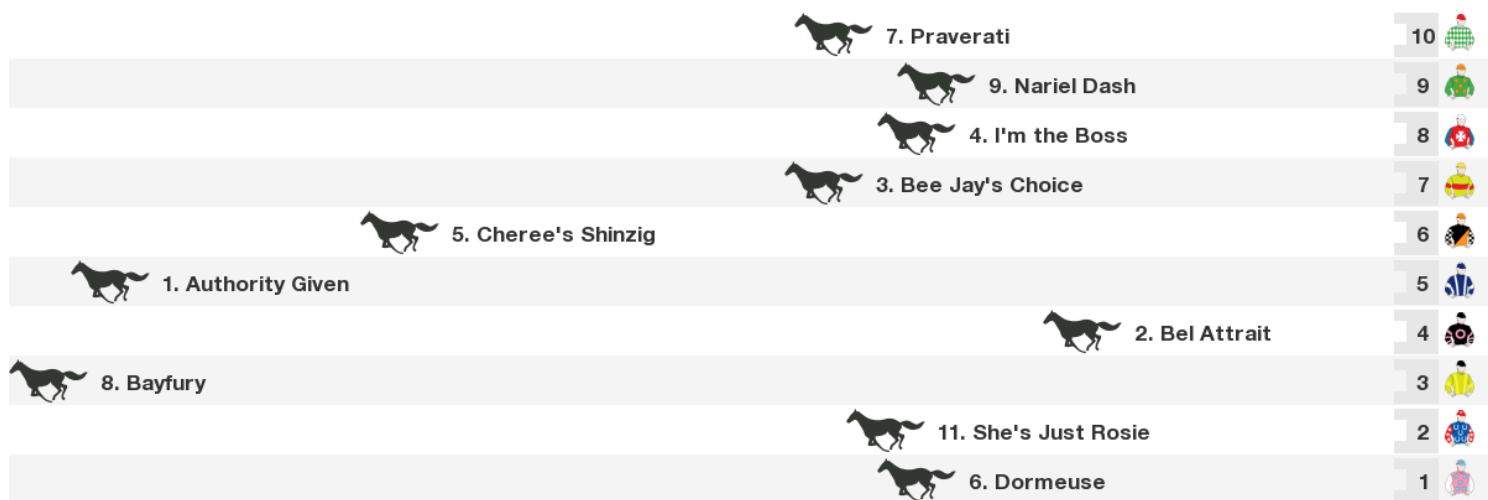 7. Praverati 10
9. Nariel Dash 9
4. I'm the Boss 8
3. Bee Jay's Choice 7
5. Cheree's Shinzig 6
1. Authority Given 5
2. Bel Attrait 4
8. Bayfury 3
11. She's Just Rosie 2
6. Dormeuse 1